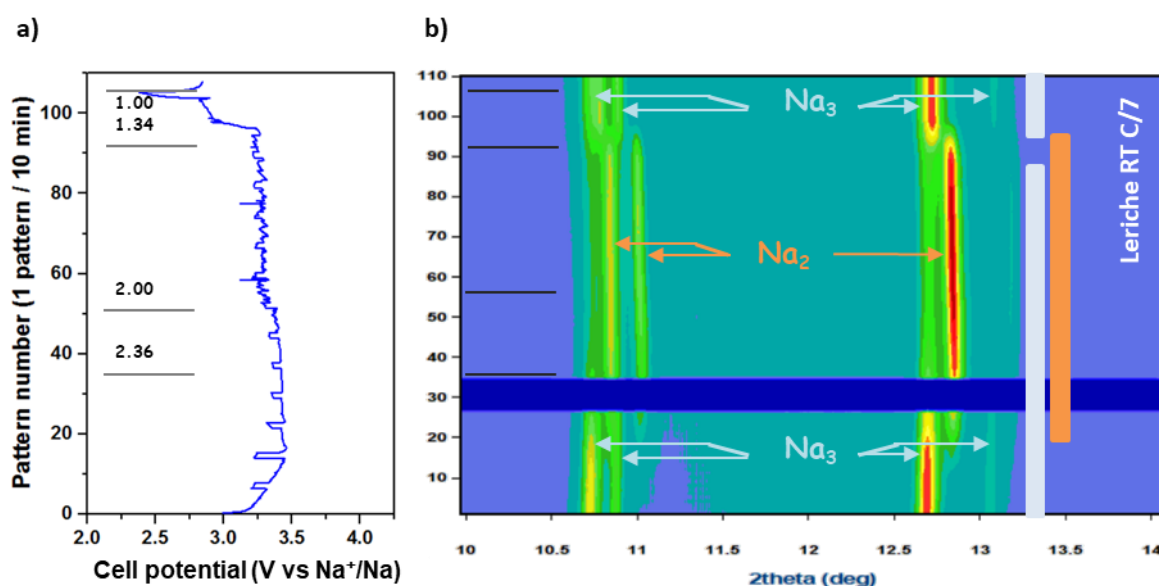 a)
b)
Pattern number (1 pattern / 10 min)
100
80
60
40
20
0
1.00
1.34
2.00
2.36
2.0 2.5 3.0 3.5 4.0
Cell potential (V vs Na⁺/Na)
110
100
90
80
70
60
50
40
30
20
10
Na₃
Na₂
Na₃
Leriche RT C/7
10 10.5 11 11.5 12 12.5 13 13.5 14
2theta (deg)